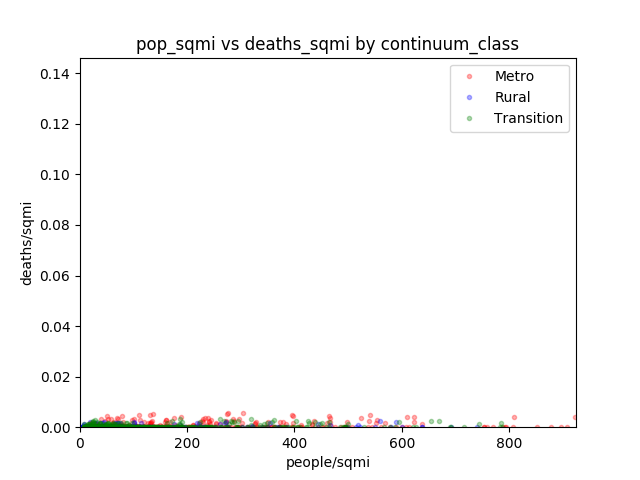 pop_sqmi vs deaths_sqmi by continuum_class
Metro
Rural
Transition
deaths/sqmi
0.14
0.12
0.10
0.08
0.06
0.04
0.02
0.00
0
200
400
600
800
people/sqmi